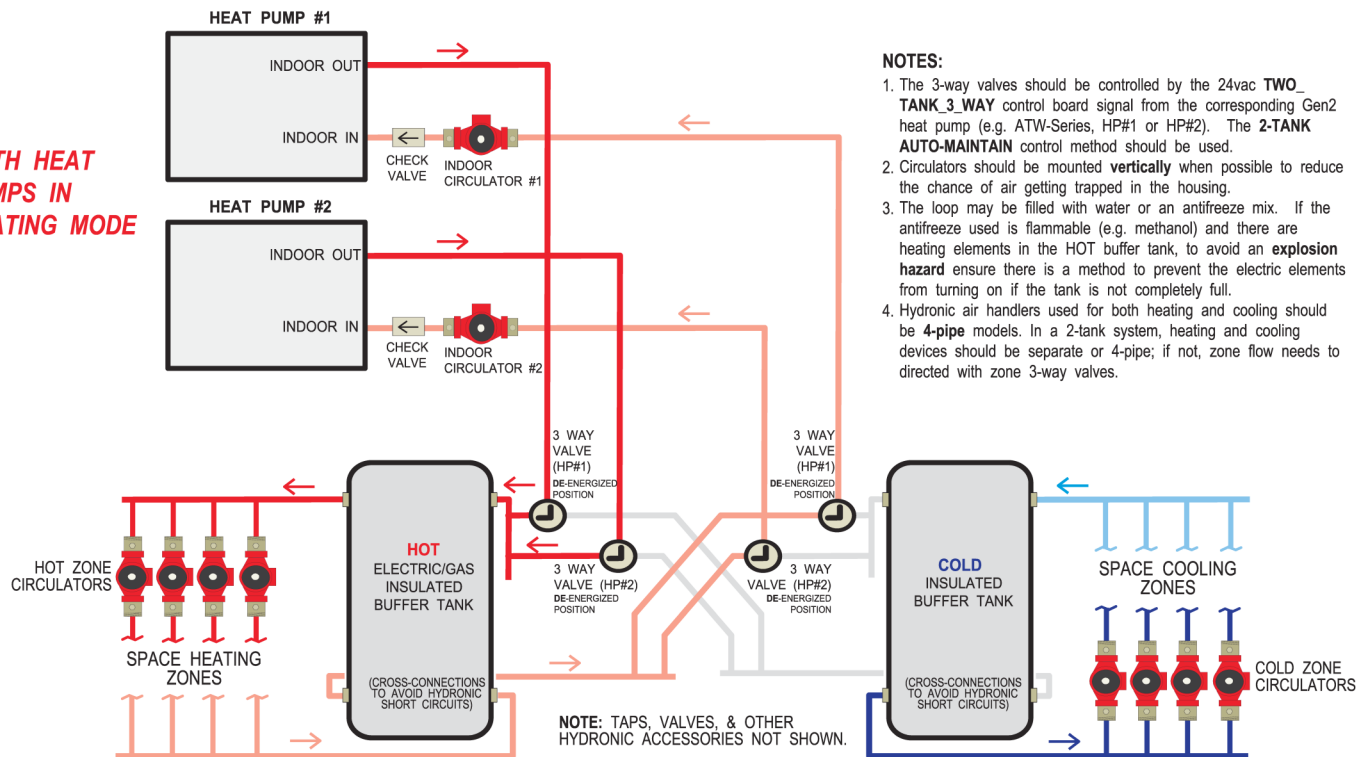 HEAT PUMP #1
INDOOR OUT
INDOOR IN
CHECK
VALVE
INDOOR
CIRCULATOR #1
TH HEAT
MPS IN
ATING MODE
HEAT PUMP #2
INDOOR OUT
INDOOR IN
CHECK
VALVE
INDOOR
CIRCULATOR #2
NOTES:
1. The 3-way valves should be controlled by the 24vac TWO_
TANK_3_WAY control board signal from the corresponding Gen2
heat pump (e.g. ATW-Series, HP#1 or HP#2). The 2-TANK
AUTO-MAINTAIN control method should be used.
2. Circulators should be mounted vertically when possible to reduce
the chance of air getting trapped in the housing.
3. The loop may be filled with water or an antifreeze mix. If the
antifreeze used is flammable (e.g. methanol) and there are
heating elements in the HOT buffer tank, to avoid an explosion
hazard ensure there is a method to prevent the electric elements
from turning on if the tank is not completely full.
4. Hydronic air handlers used for both heating and cooling should
be 4-pipe models. In a 2-tank system, heating and cooling
devices should be separate or 4-pipe; if not, zone flow needs to
directed with zone 3-way valves.
3 WAY
VALVE
(HP#1)
DE-ENERGIZED
POSITION
3 WAY
VALVE
(HP#1)
DE-ENERGIZED
POSITION
HOT
ELECTRIC/GAS
INSULATED
BUFFER TANK
(CROSS-CONNECTIONS
TO AVOID HYDRONIC
SHORT CIRCUITS)
3 WAY
VALVE (HP#2)
DE-ENERGIZED
POSITION
3 WAY
VALVE (HP#2)
DE-ENERGIZED
POSITION
COLD
INSULATED
BUFFER TANK
(CROSS-CONNECTIONS
TO AVOID HYDRONIC
SHORT CIRCUITS)
HOT ZONE
CIRCULATORS
SPACE HEATING
ZONES
SPACE COOLING
ZONES
COLD ZONE
CIRCULATORS
NOTE: TAPS, VALVES, & OTHER
HYDRONIC ACCESSORIES NOT SHOWN.